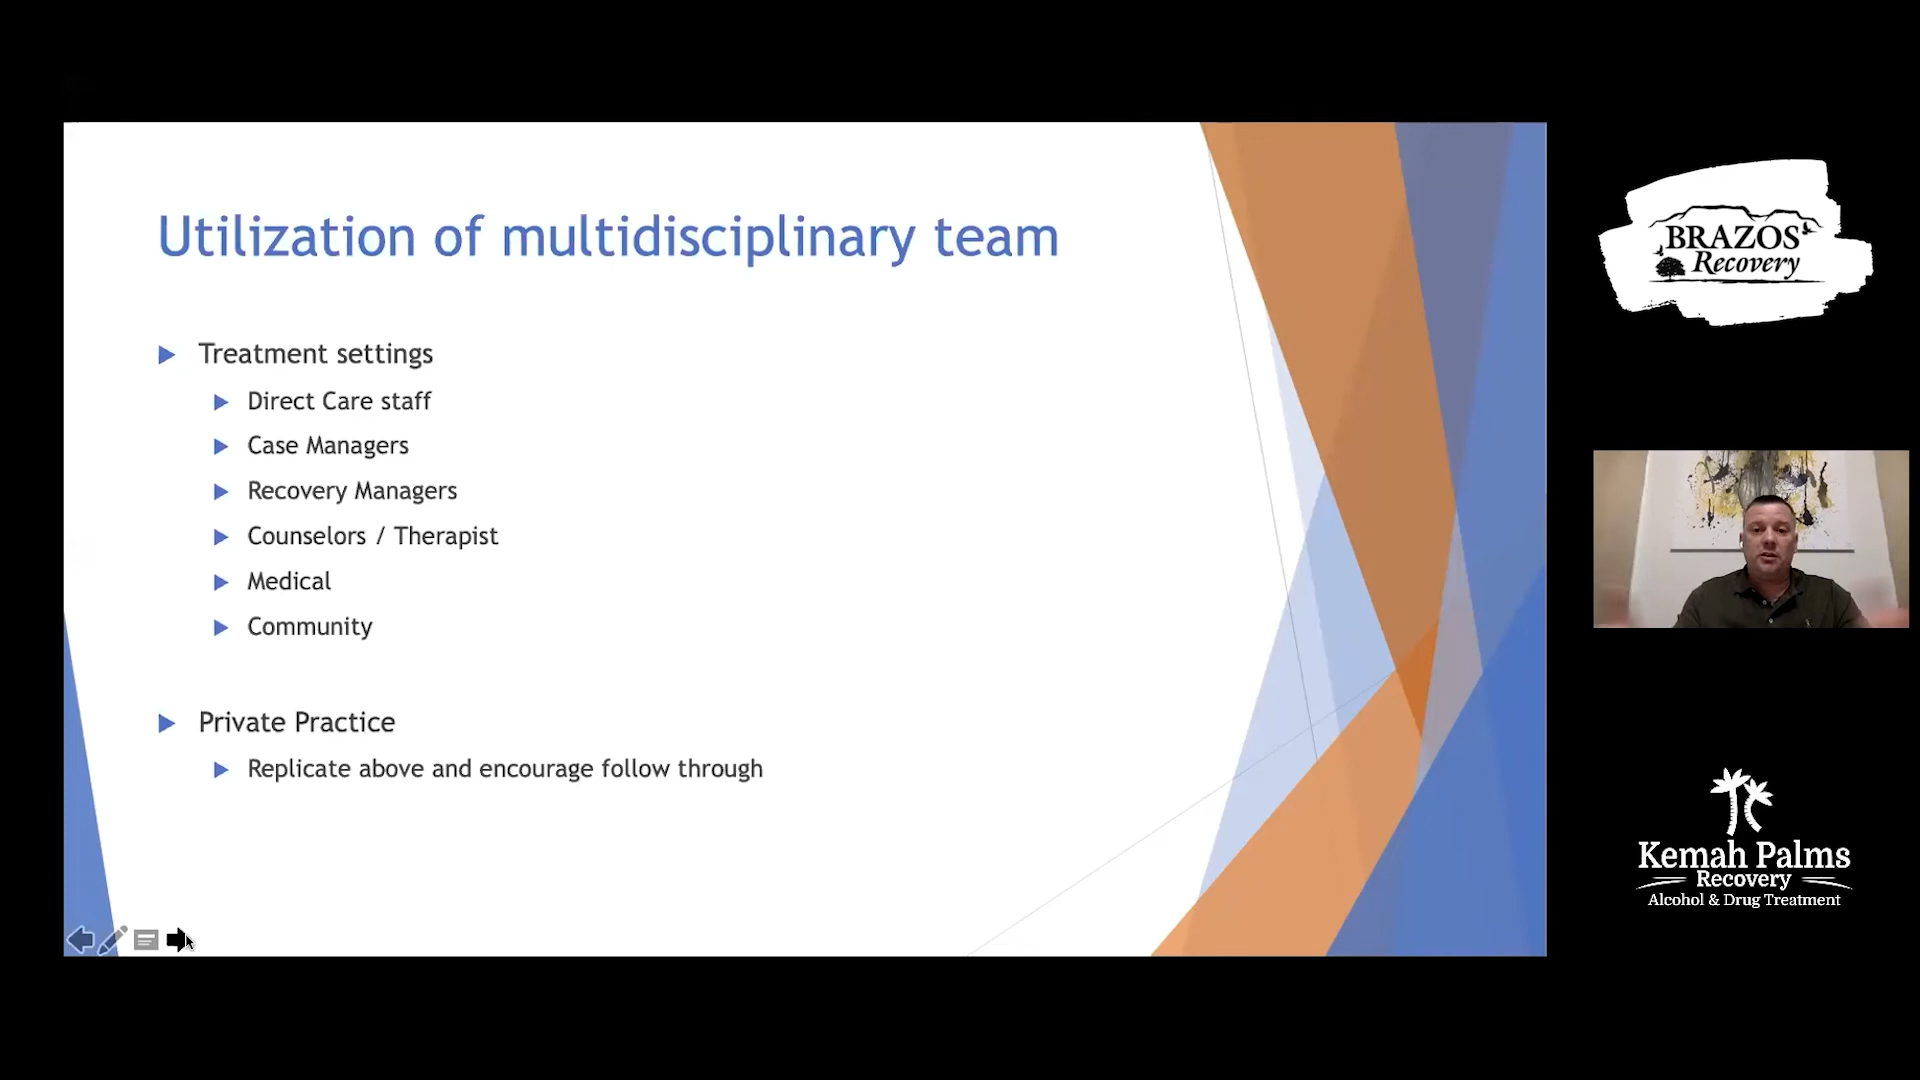 Utilization of multidisciplinary team
Treatment settings
Direct Care staff
Case Managers
Recovery Managers
Counselors / Therapist
Medical
Community
Private Practice
Replicate above and encourage follow through
BRAZOS
Recovery
Kemah Palms
Recovery
Alcohol & Drug Treatment